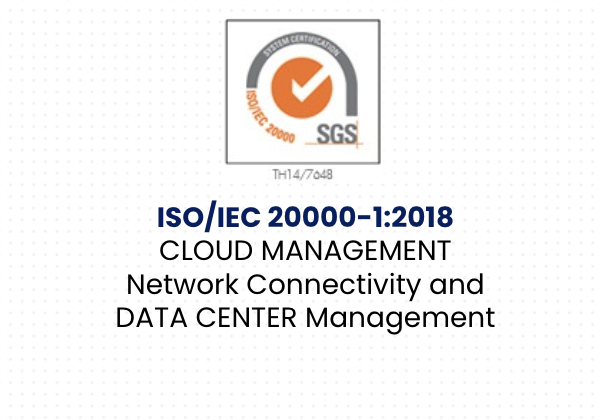 SYSTEM CERTIFICATION
ISO/IEC 20000
SGS
TH14/7648
ISO/IEC 20000-1:2018
CLOUD MANAGEMENT
Network Connectivity and
DATA CENTER Management